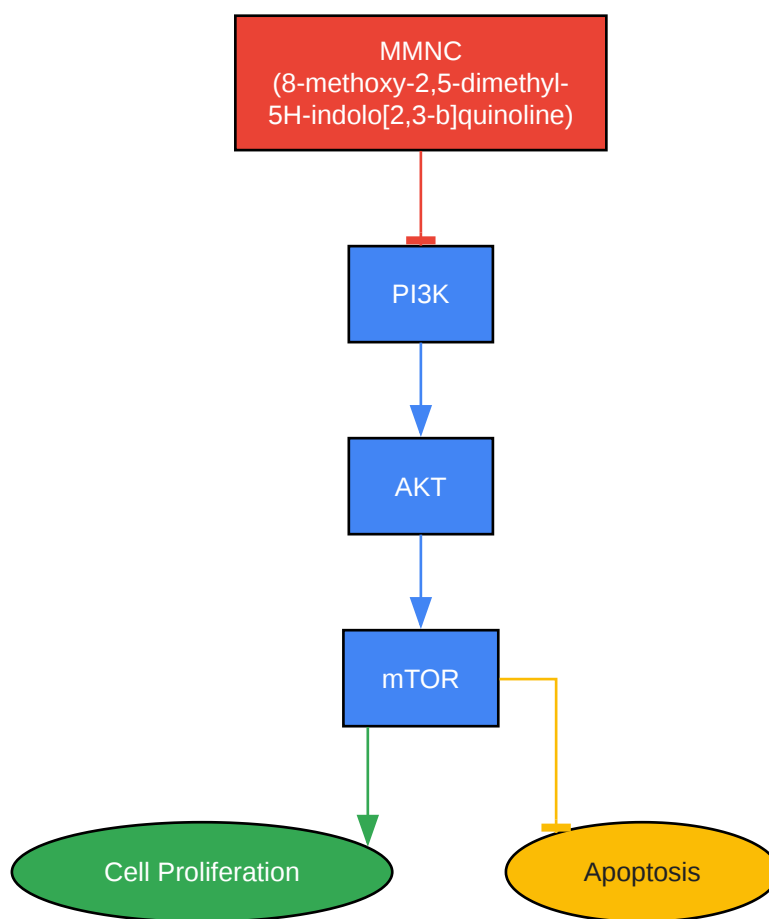 MMNC
(8-methoxy-2,5-dimethyl-
5H-indolo[2,3-b]quinoline)
PI3K
AKT
mTOR
Cell Proliferation
Apoptosis